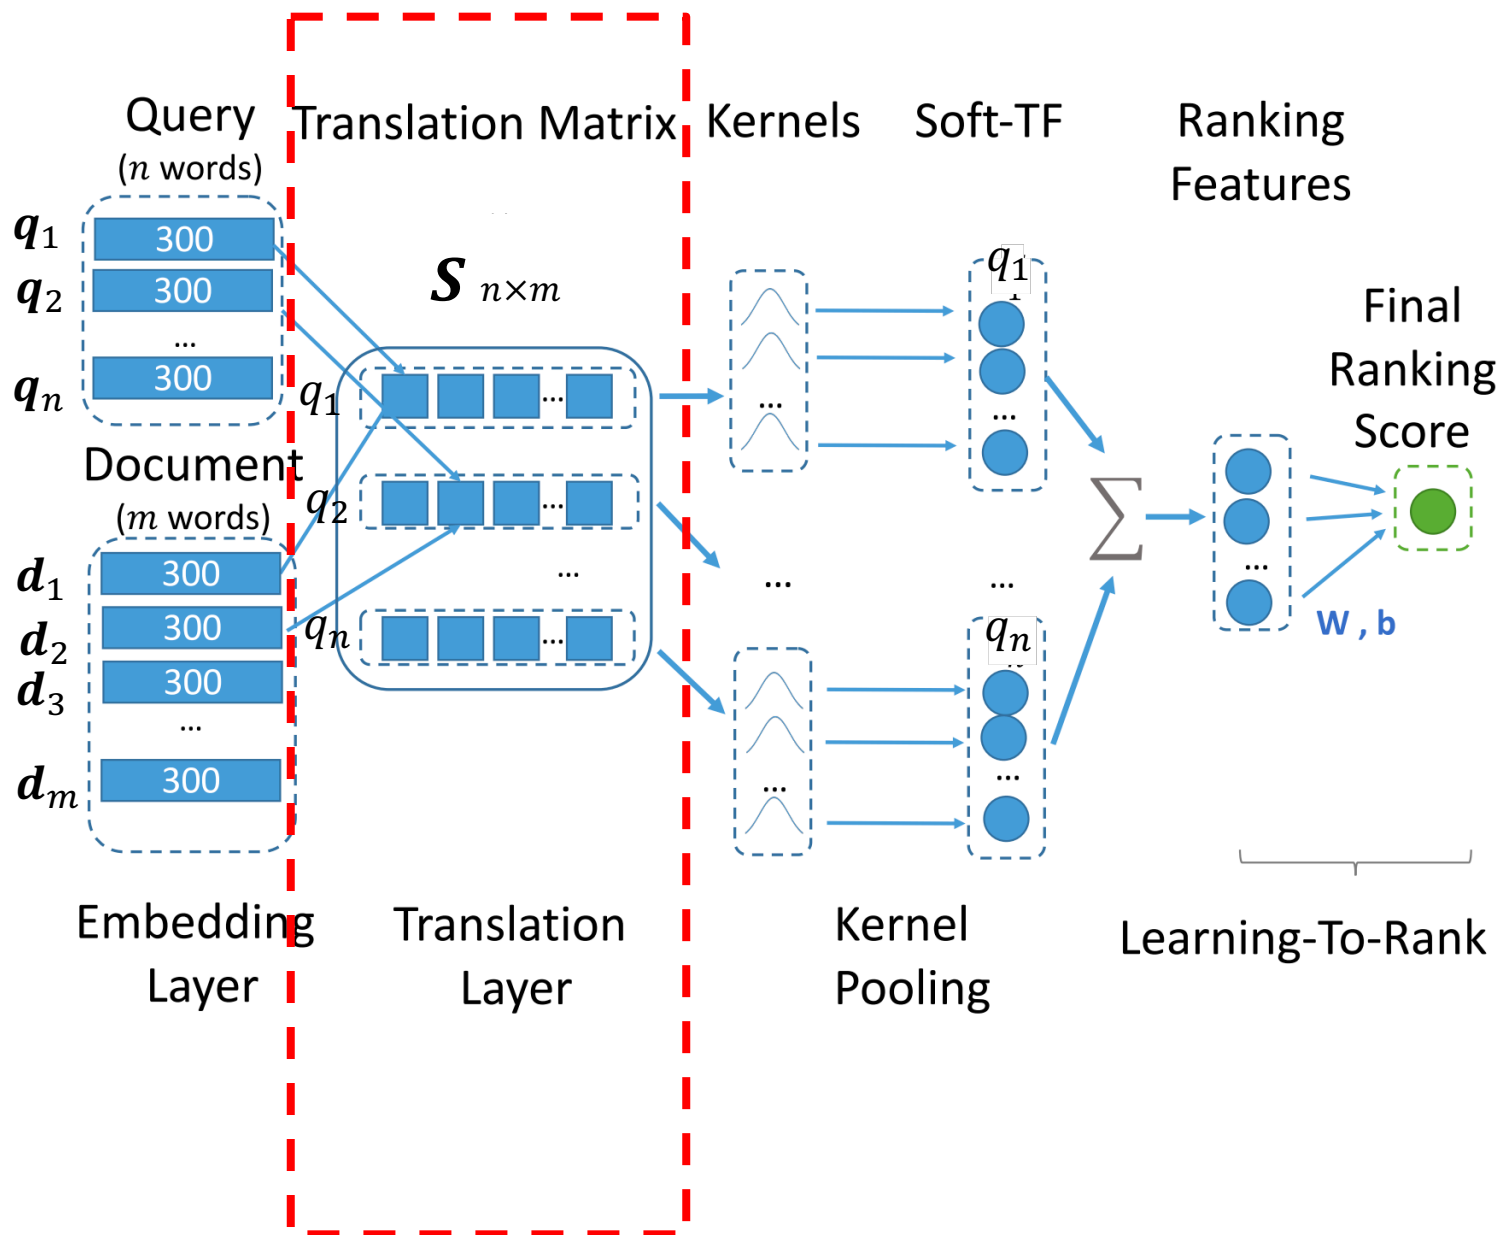 Query
(n words)
Translation Matrix
Kernels
Soft-TF
Ranking
Features
q1
300
q2
300
...
qn
300
S n×m
Document
(m words)
d1
300
d2
300
d3
300
...
dm
300
q1
...
q2
...
...
qn
...
...
...
...
q1
...
...
qn
...
∑
...
W , b
Final
Ranking
Score
Embedding
Layer
Translation
Layer
Kernel
Pooling
Learning-To-Rank